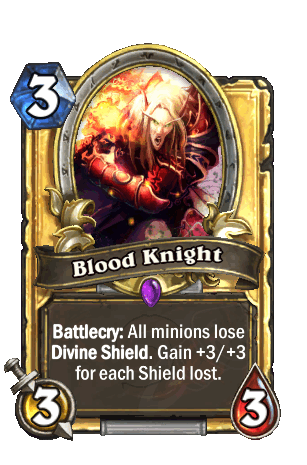 3
Blood Knight
Battlecry: All minions lose
Divine Shield. Gain +3/+3
for each Shield lost.
3
3